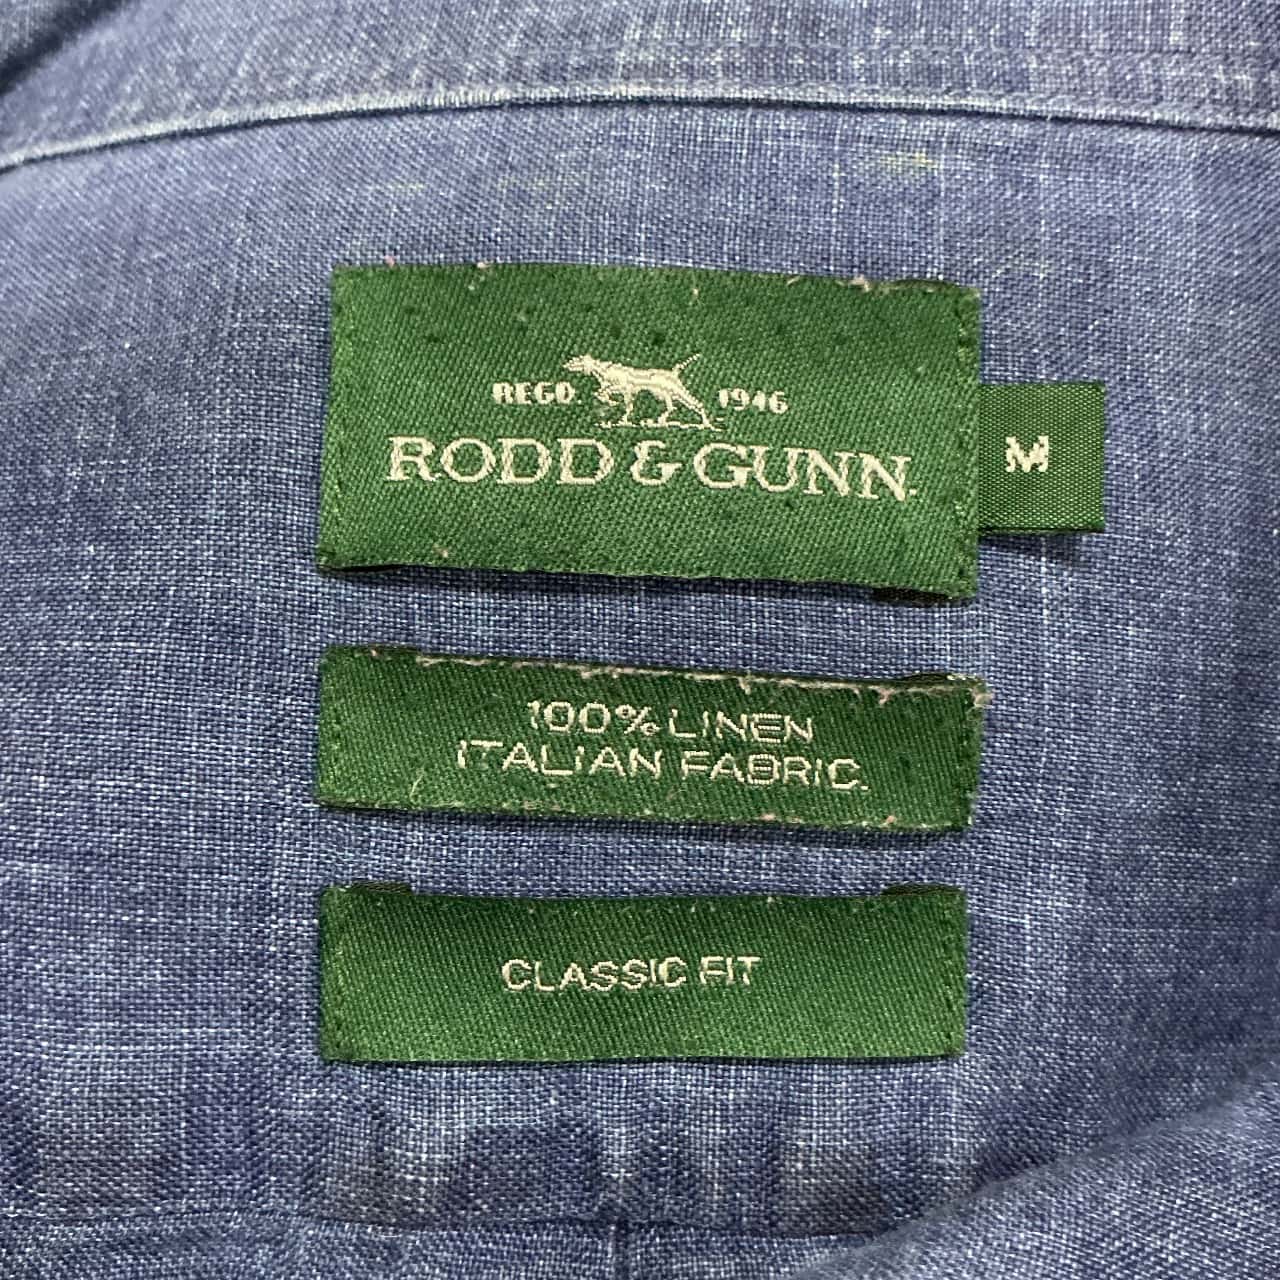 REGD 1946
RODD & GUNN.
M
100% LINEN
ITALIAN FABRIC.
CLASSIC FIT